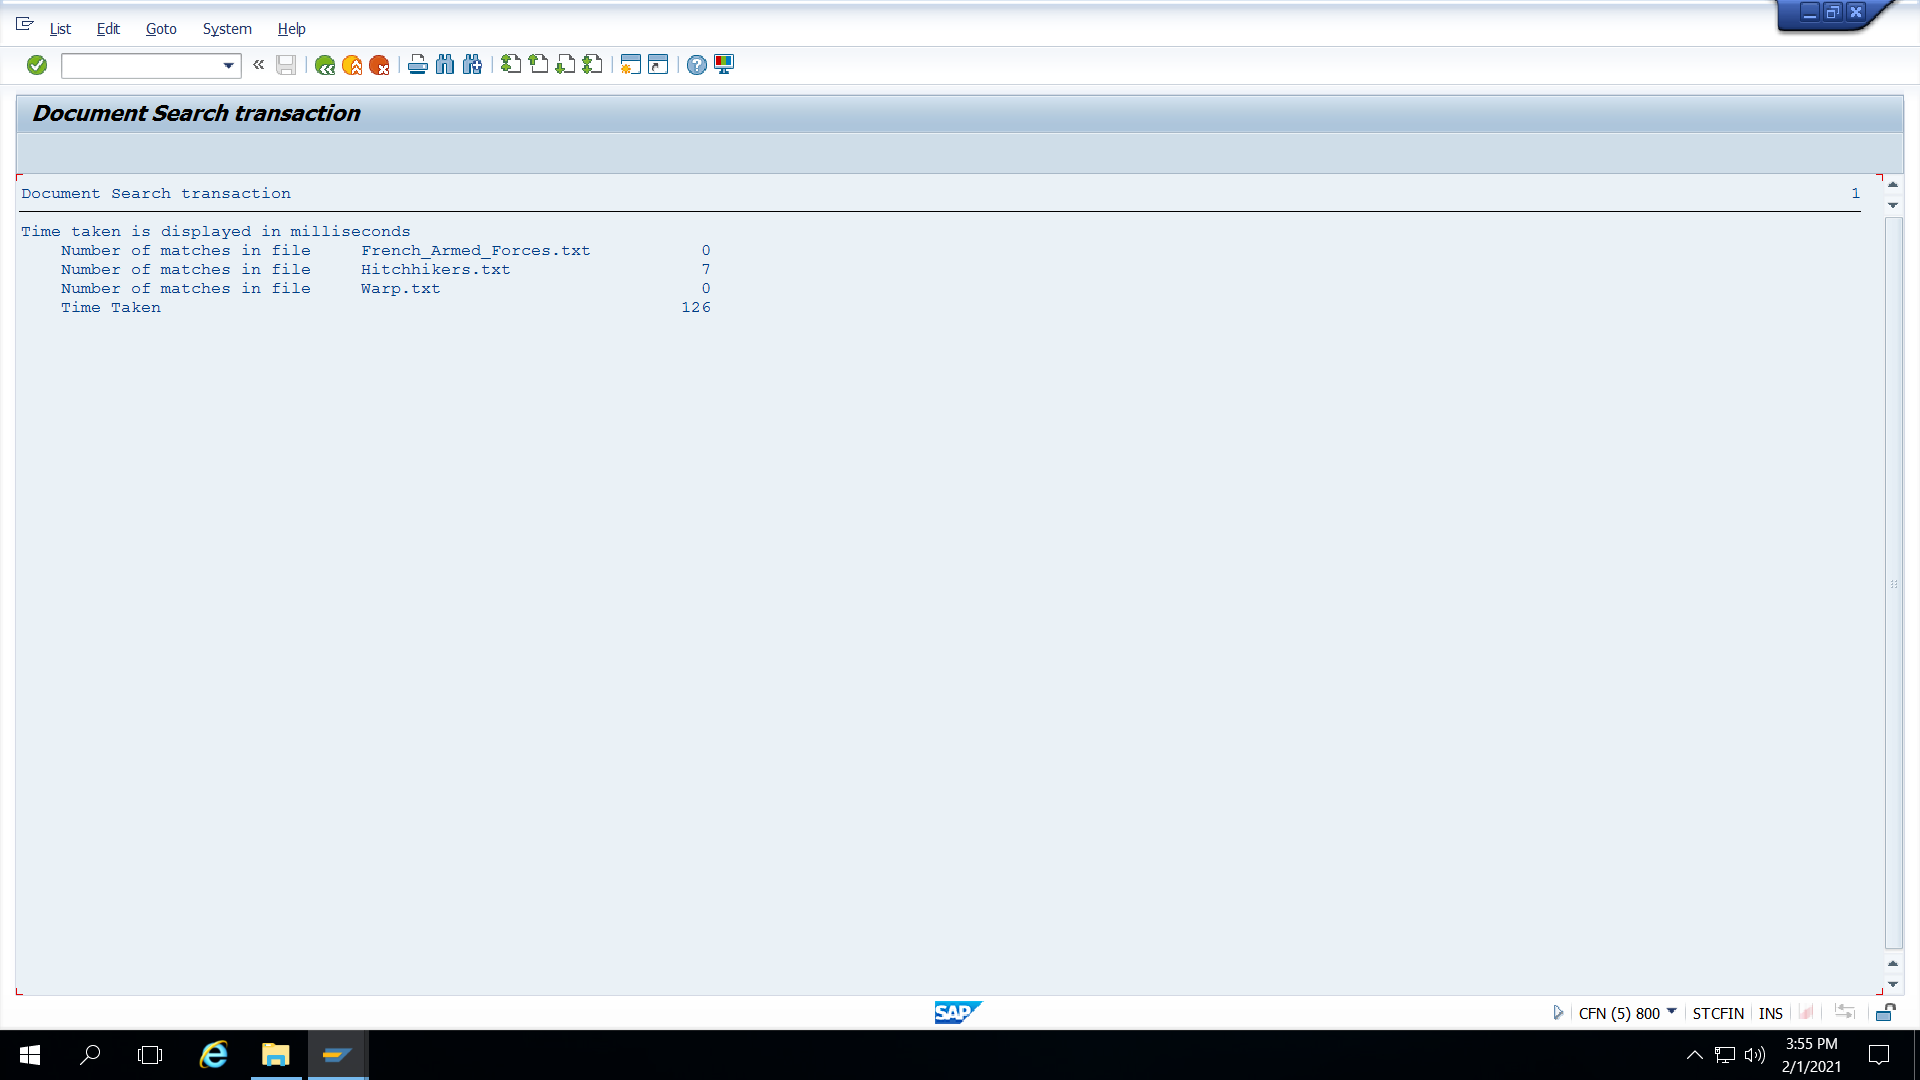 List Edit Goto System Help
Document Search transaction
Document Search transaction 1
Time taken is displayed in milliseconds
Number of matches in file French_Armed_Forces.txt 0
Number of matches in file Hitchhikers.txt 7
Number of matches in file Warp.txt 0
Time Taken 126
SAP
CFN (5) 800 STCFIN INS
3:55 PM
2/1/2021